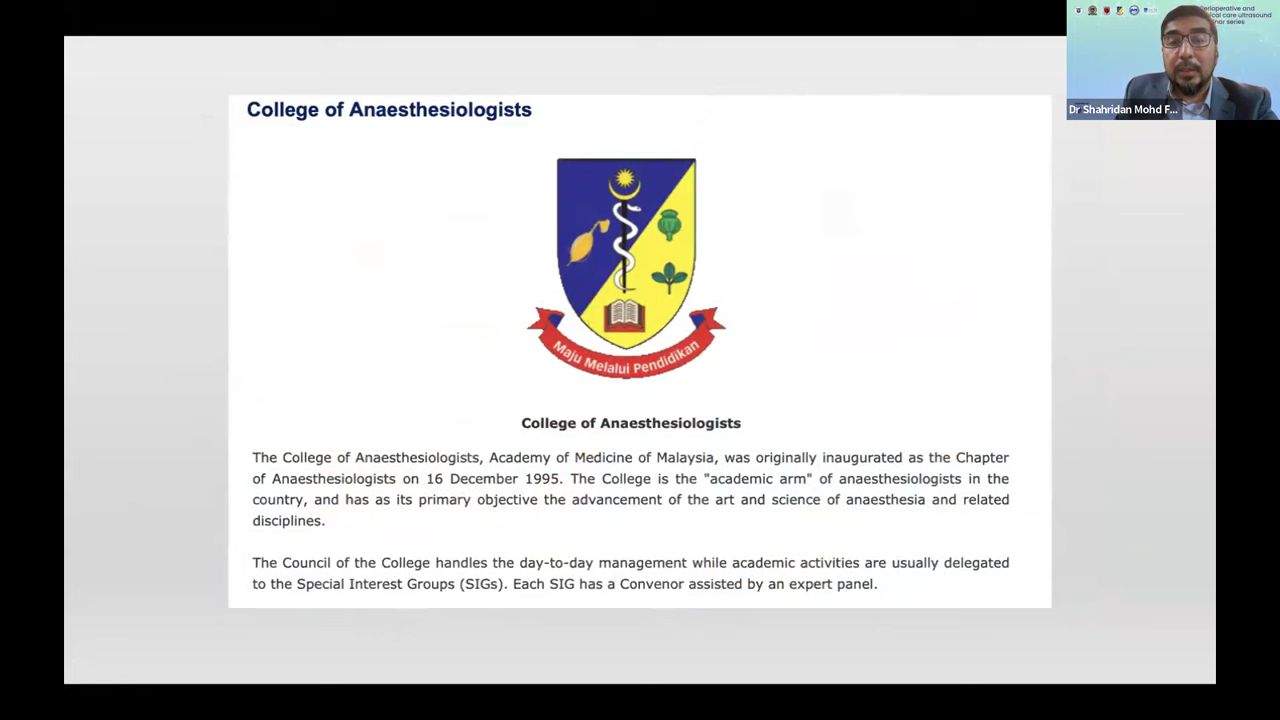 College of Anaesthesiologists
Maju Melalui Pendidikan
College of Anaesthesiologists
The College of Anaesthesiologists, Academy of Medicine of Malaysia, was originally inaugurated as the Chapter
of Anaesthesiologists on 16 December 1995. The College is the "academic arm" of anaesthesiologists in the
country, and has as its primary objective the advancement of the art and science of anaesthesia and related
disciplines.
The Council of the College handles the day-to-day management while academic activities are usually delegated
to the Special Interest Groups (SIGs). Each SIG has a Convenor assisted by an expert panel.
care ultrasound
series
Dr Shahridan Mohd F...